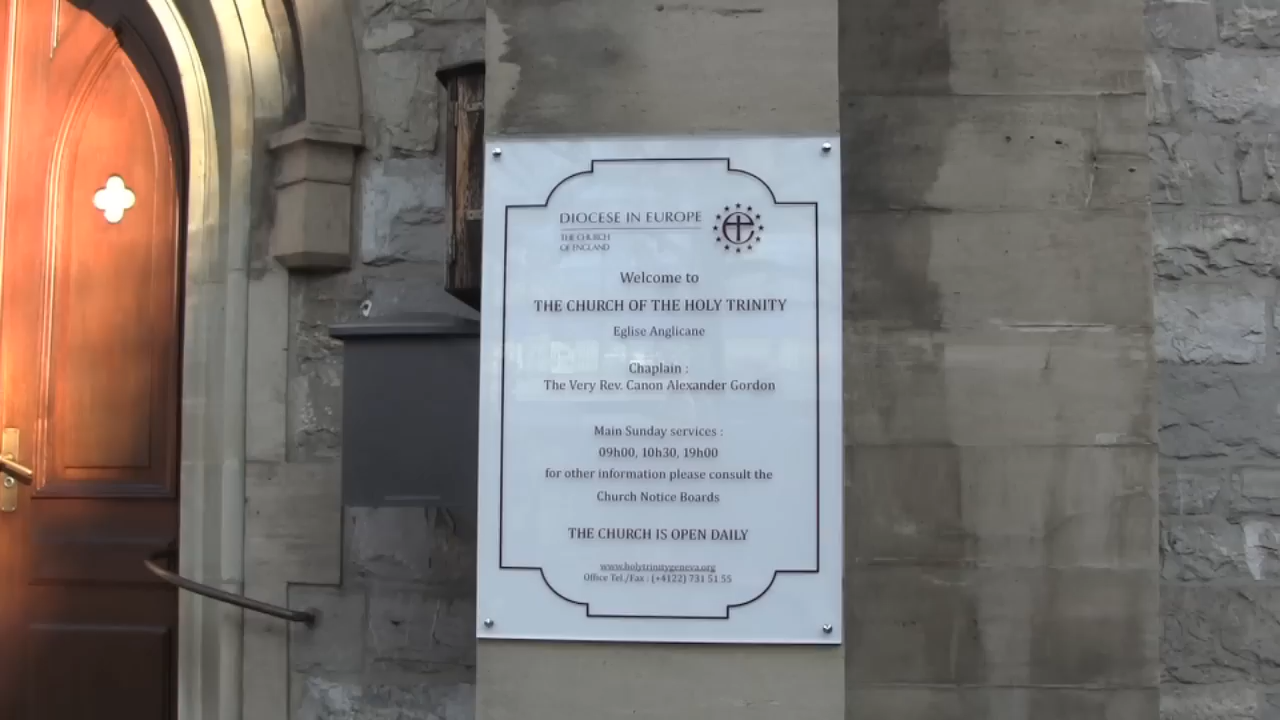 DIOCESE IN EUROPE
THE CHURCH
OF ENGLAND
Welcome to
THE CHURCH OF THE HOLY TRINITY
Eglise Anglicane
Chaplain :
The Very Rev. Canon Alexander Gordon
Main Sunday services :
09h00, 10h30, 19h00
for other information please consult the
Church Notice Boards
THE CHURCH IS OPEN DAILY
www.holytrinitygeneva.org
Office Tel./Fax : (+4122) 731 51 55